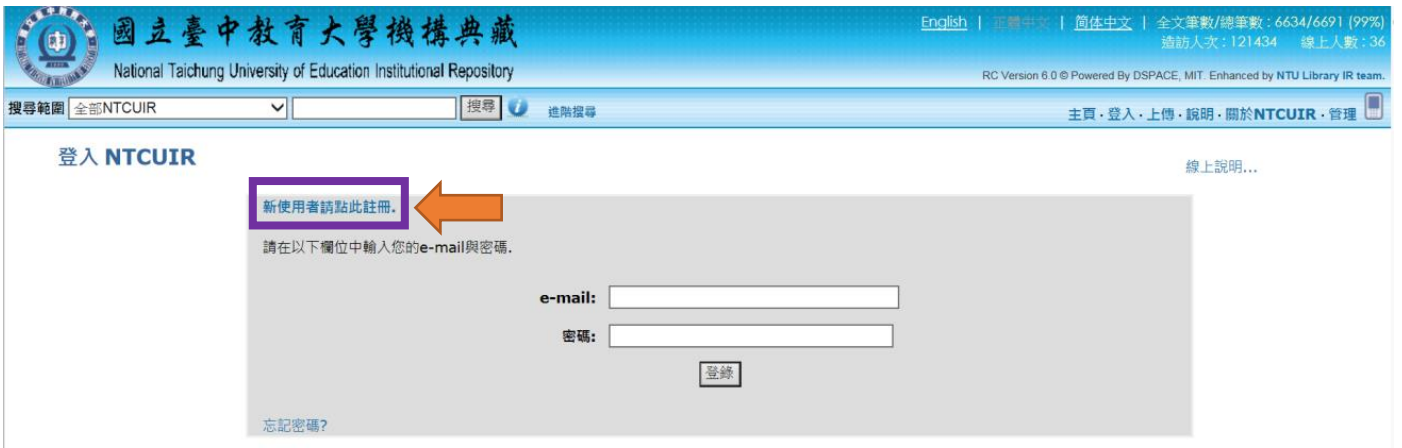 國立臺中教育大學機構典藏
National Taichung University of Education Institutional Repository
English | 正體中文 | 简体中文 | 全文筆數/總筆數 : 6634/6691 (99%)
造訪人次 : 121434 線上人數 : 36
RC Version 6.0 © Powered By DSPACE, MIT. Enhanced by NTU Library IR team.
搜尋範圍 全部NTCUIR 搜尋 進階搜尋
主頁 ‧ 登入 ‧ 上傳 ‧ 說明 ‧ 關於NTCUIR ‧ 管理
登入 NTCUIR
線上說明...
新使用者請點此註冊.
請在以下欄位中輸入您的e-mail與密碼.
e-mail:
密碼:
登錄
忘記密碼?